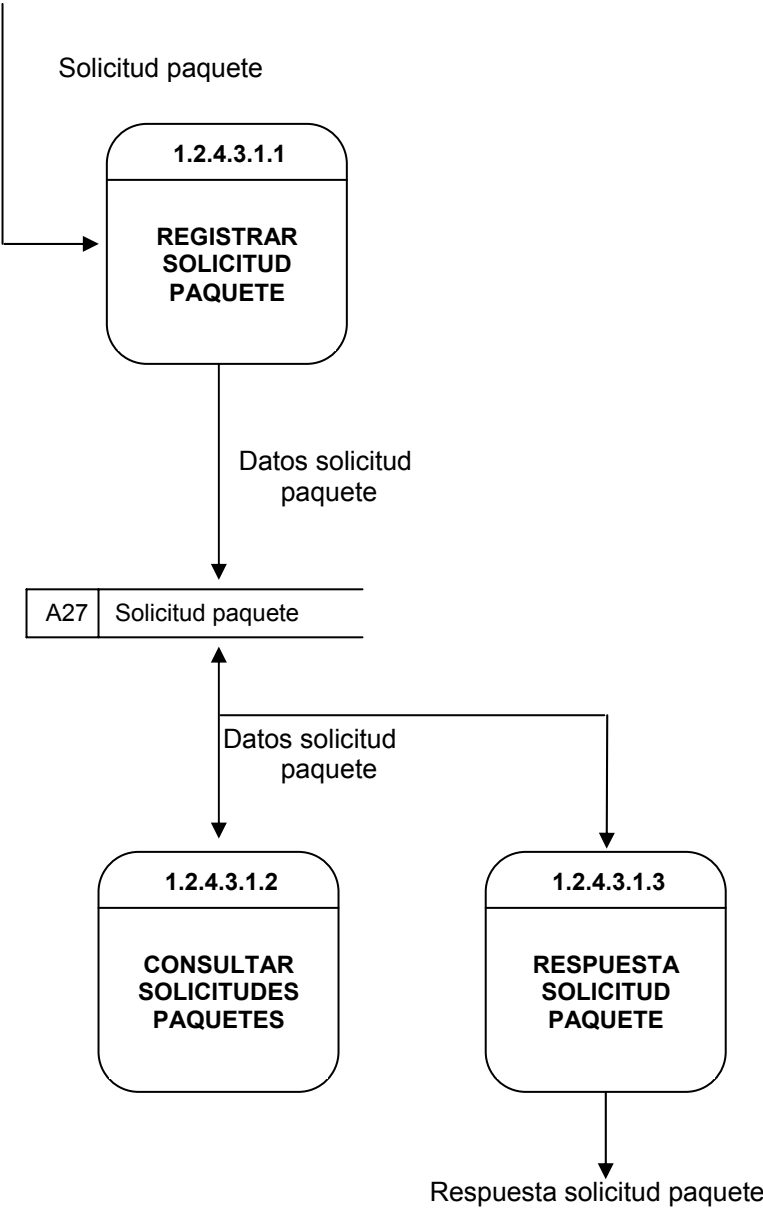 Solicitud paquete
1.2.4.3.1.1
REGISTRAR
SOLICITUD
PAQUETE
Datos solicitud
paquete
A27 Solicitud paquete
Datos solicitud
paquete
1.2.4.3.1.2
CONSULTAR
SOLICITUDES
PAQUETES
1.2.4.3.1.3
RESPUESTA
SOLICITUD
PAQUETE
Respuesta solicitud paquete